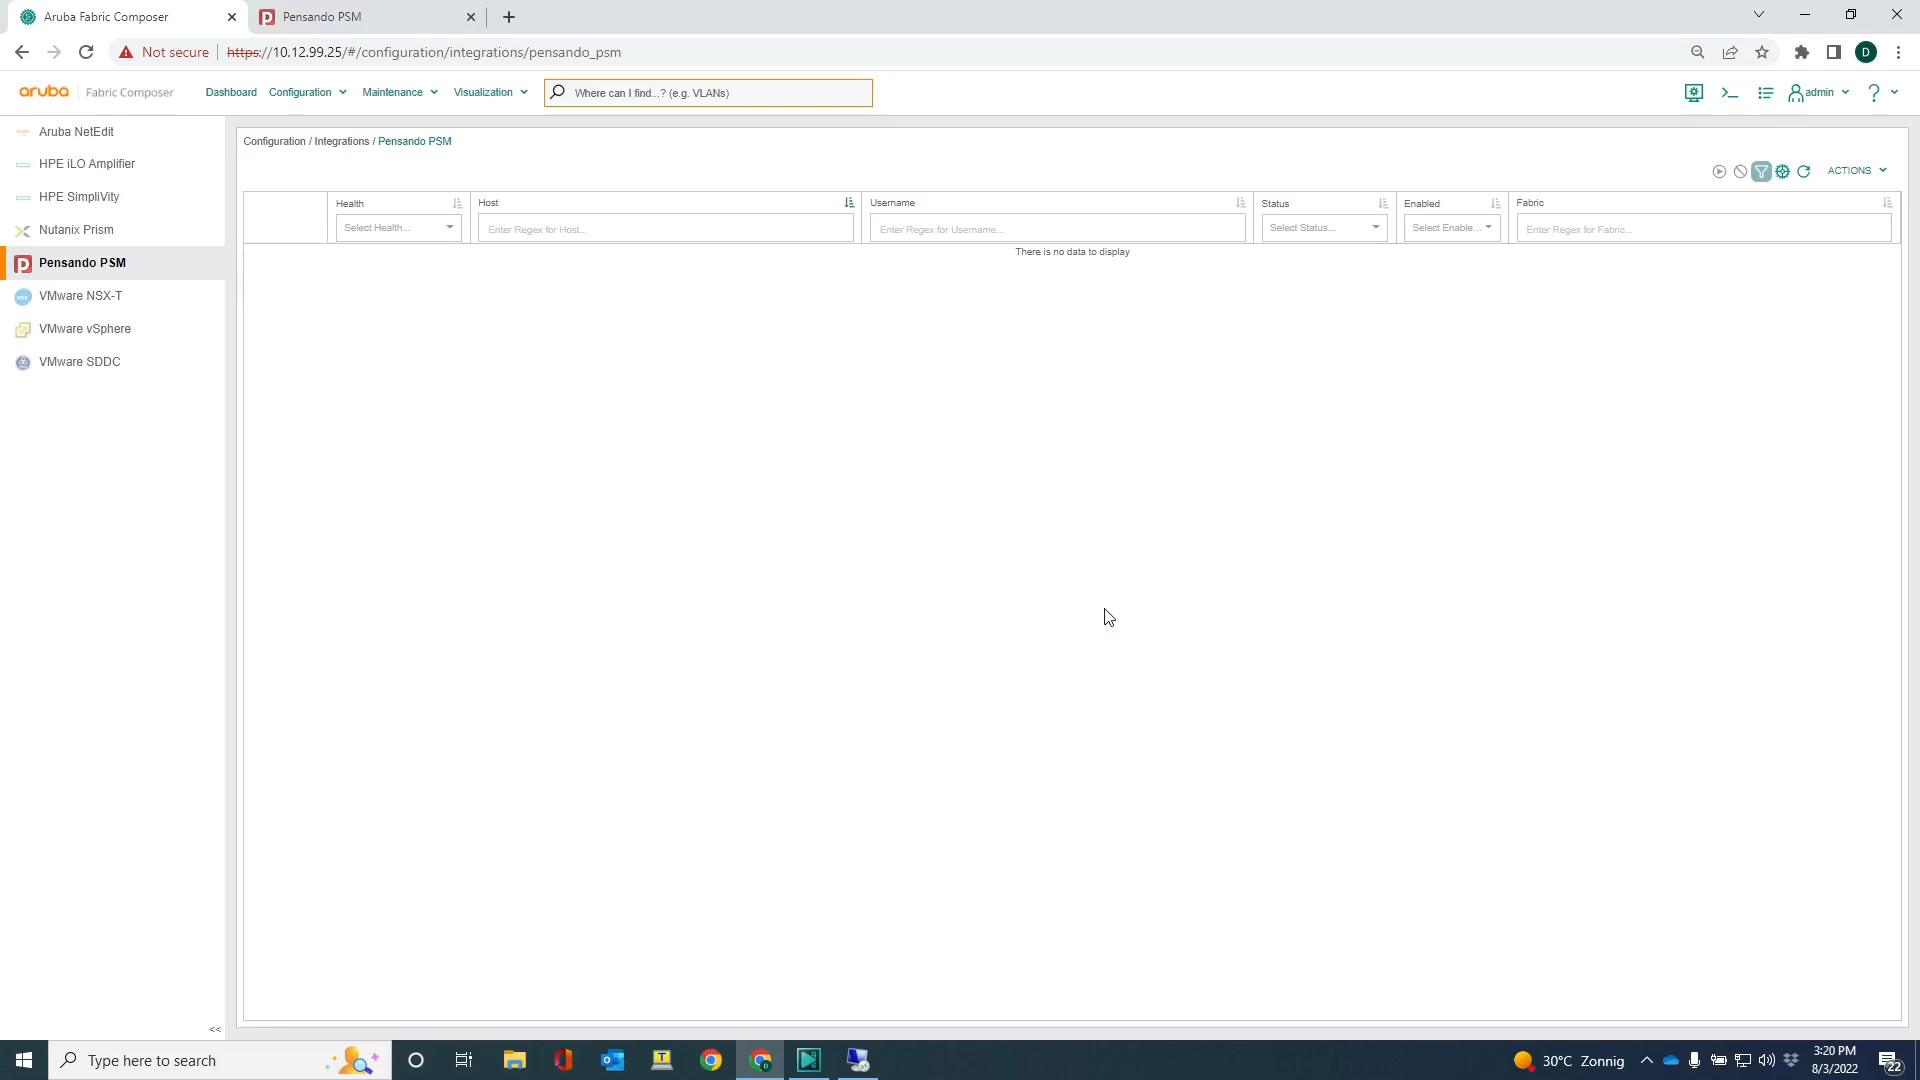 Aruba Fabric Composer
Pensando PSM
Not secure
https://10.12.99.25/#/configuration/integrations/pensando_psm
D
aruba
Fabric Composer
Dashboard
Configuration
Maintenance
Visualization
Where can I find...? (e.g. VLANs)
admin
?
Aruba NetEdit
HPE iLO Amplifier
HPE SimpliVity
Nutanix Prism
Pensando PSM
VMware NSX-T
VMware vSphere
VMware SDDC
<<
Configuration / Integrations / Pensando PSM
ACTIONS
Health
Host
Username
Status
Enabled
Fabric
Select Health...
Enter Regex for Host...
Enter Regex for Username...
Select Status...
Select Enable...
Enter Regex for Fabric...
There is no data to display
Type here to search
30°C Zonnig
3:20 PM
8/3/2022
22